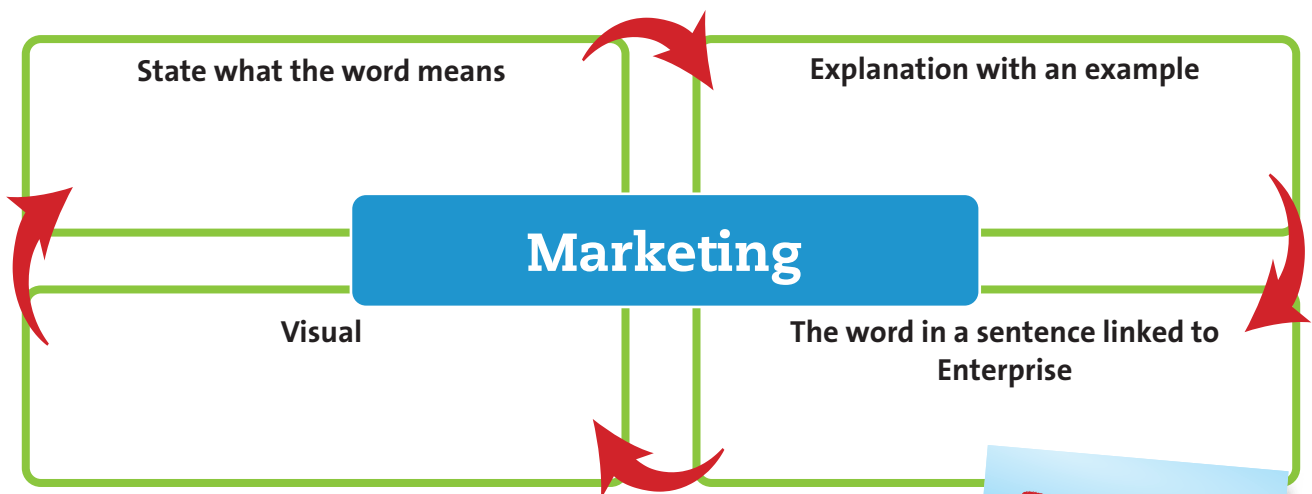 State what the word means
Explanation with an example
Marketing
Visual
The word in a sentence linked to
Enterprise